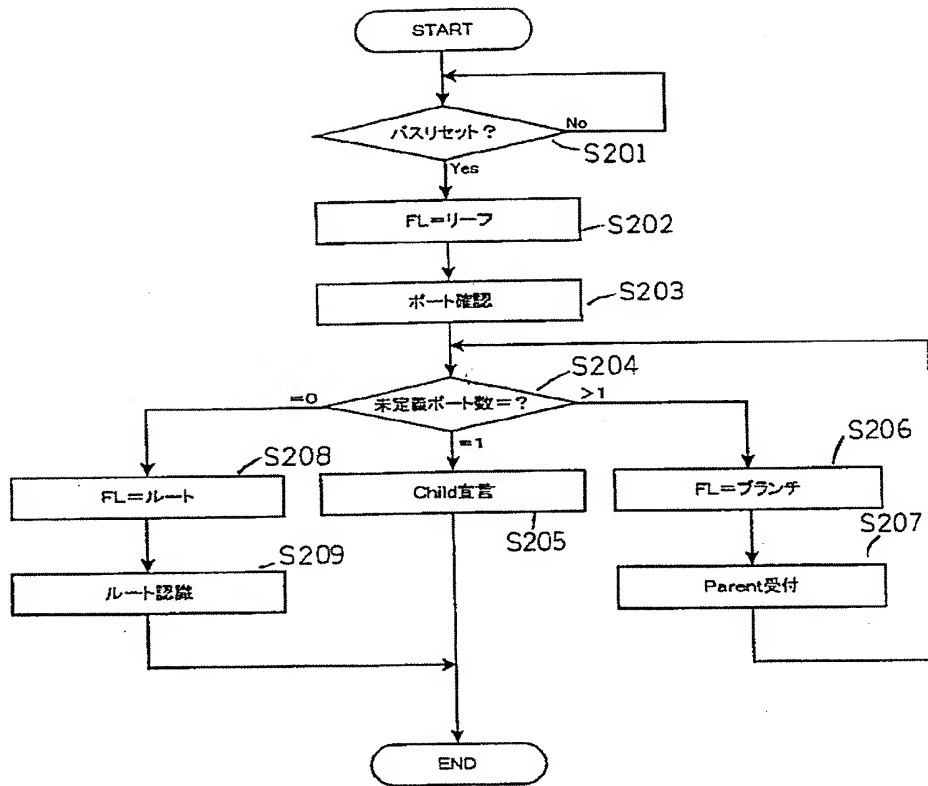 START
バスリセット?
No
S201
Yes
FL=リーフ
S202
ポート確認
S203
S204
=0
未定義ポート数=?
>1
=1
S208
S206
FL=ルート
Child宣言
FL=ブランチ
S205
S207
S209
ルート認識
Parent受付
END